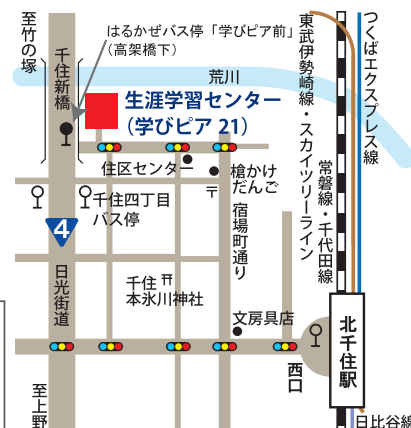 至竹の塚
千住新橋
はるかぜバス停「学びピア前」
（高架橋下）
荒川
生涯学習センター
（学びピア 21）
東武伊勢崎線・スカイツリーライン
つくばエクスプレス線
常磐線・千代田線
住区センター
槍かけ
だんご
〒
千住四丁目
バス停
宿場町通り
4
日光街道
千住
本氷川神社
文房具店
西口
北千住駅
至上野
日比谷線